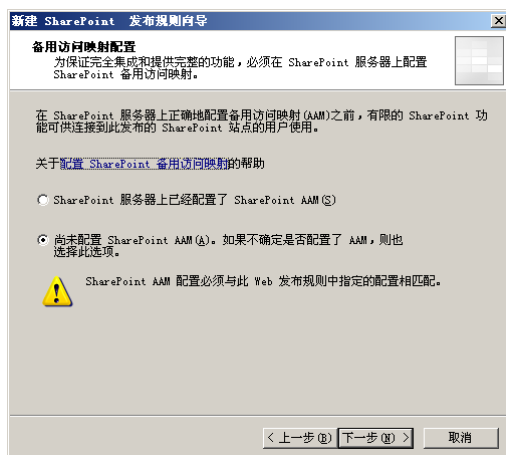 新建 SharePoint 发布规则向导
备用访问映射配置
为保证完全集成和提供完整的功能，必须在 SharePoint 服务器上配置
SharePoint 备用访问映射。
在 SharePoint 服务器上正确地配置备用访问映射(AAM)之前，有限的 SharePoint 功
能可供连接到此发布的 SharePoint 站点的用户使用。
关于配置 SharePoint 备用访问映射的帮助
SharePoint 服务器上已经配置了 SharePoint AAM(S)
尚未配置 SharePoint AAM(A)。如果不确定是否配置了 AAM，则也
选择此选项。
SharePoint AAM 配置必须与此 Web 发布规则中指定的配置相匹配。
< 上一步(B) 下一步(N) > 取消